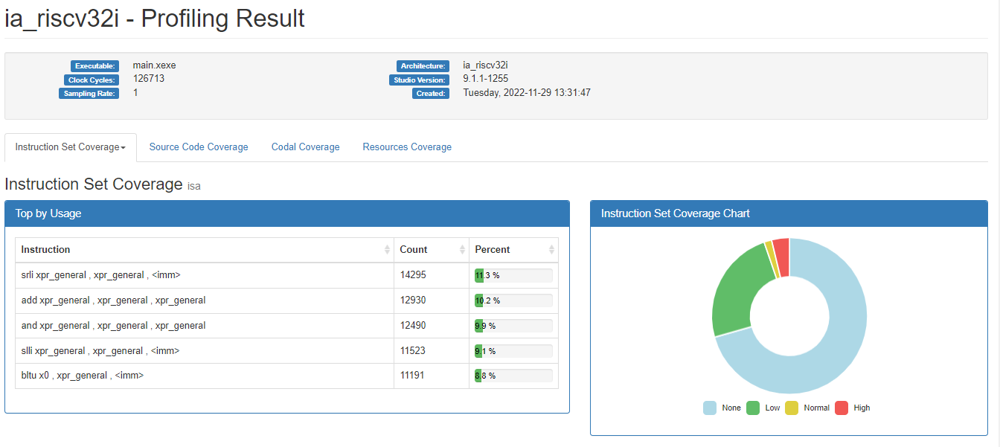 ia_riscv32i - Profiling Result
Executable: main.xexe Architecture: ia_riscv32i
Clock Cycles: 126713 Studio Version: 9.1.1-1255
Sampling Rate: 1 Created: Tuesday, 2022-11-29 13:31:47
Instruction Set Coverage Source Code Coverage Codal Coverage Resources Coverage
Instruction Set Coverage isa
Top by Usage
Instruction Count Percent
srli xpr_general , xpr_general , <imm> 14295 11.3 %
add xpr_general , xpr_general , xpr_general 12930 10.2 %
and xpr_general , xpr_general , xpr_general 12490 9.9 %
slli xpr_general , xpr_general , <imm> 11523 9.1 %
bltu x0 , xpr_general , <imm> 11191 8.8 %
Instruction Set Coverage Chart
None Low Normal High